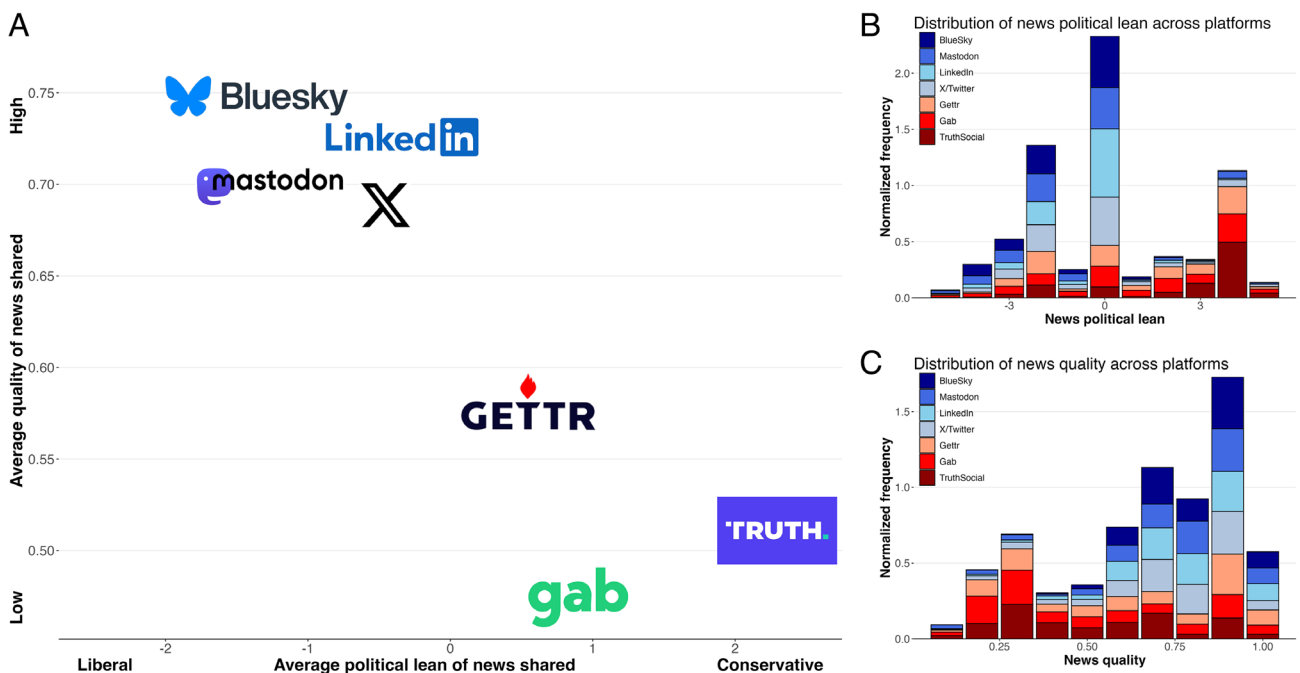 A
High
Average quality of news shared
Low
0.75
0.70
0.65
0.60
0.55
0.50
Bluesky
Linkedin
mastodon
X
GETTR
TRUTH.
gab
-2
-1
0
1
2
Liberal
Average political lean of news shared
Conservative
B
Distribution of news political lean across platforms
BlueSky
Mastodon
LinkedIn
X/Twitter
Gettr
Gab
TruthSocial
Normalized frequency
2.0
1.5
1.0
0.5
0.0
-3
0
3
News political lean
C
Distribution of news quality across platforms
BlueSky
Mastodon
LinkedIn
X/Twitter
Gettr
Gab
TruthSocial
Normalized frequency
1.5
1.0
0.5
0.0
0.25
0.50
0.75
1.00
News quality